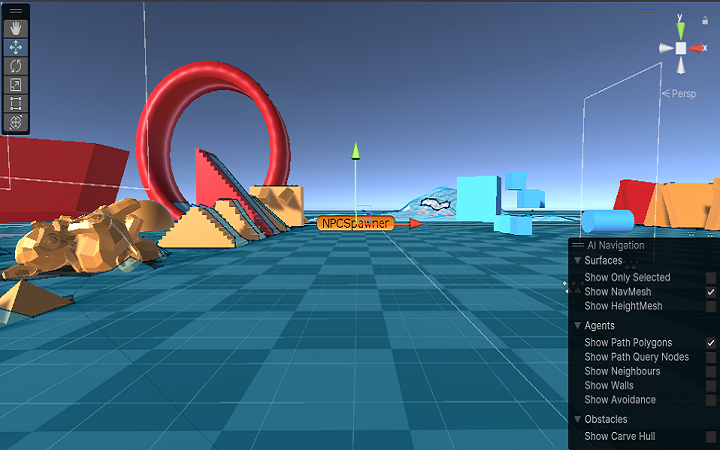 y
x
Persp
NPCSpawner
AI Navigation
Surfaces
Show Only Selected
Show NavMesh
Show HeightMesh
Agents
Show Path Polygons
Show Path Query Nodes
Show Neighbours
Show Walls
Show Avoidance
Obstacles
Show Carve Hull